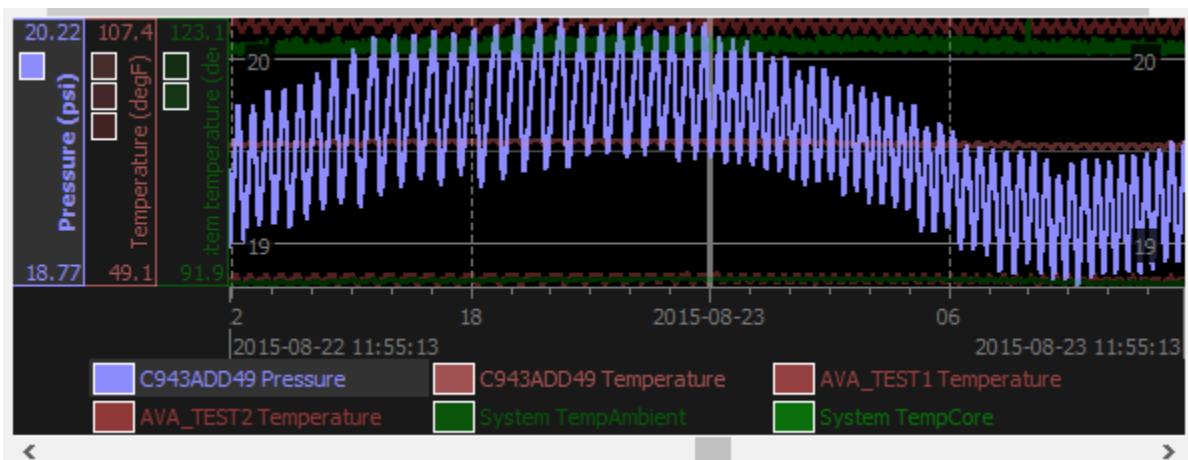 20.22 107.4 123.1
Pressure (psi)
Temperature (degF)
item temperature (de
20 20
19 19
18.77 49.1 91.9
2 18 2015-08-23 06
2015-08-22 11:55:13 2015-08-23 11:55:13
C943ADD49 Pressure C943ADD49 Temperature AVA_TEST1 Temperature
AVA_TEST2 Temperature System TempAmbient System TempCore